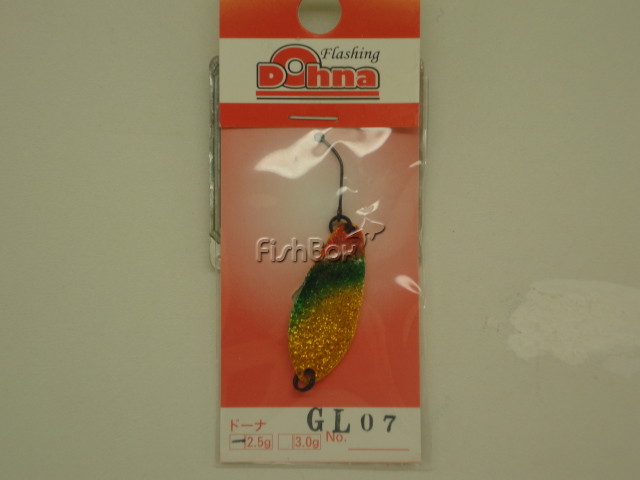 Flashing
Dohna
FishBox
ドーナ
GL07
2.5g 3.0g No.